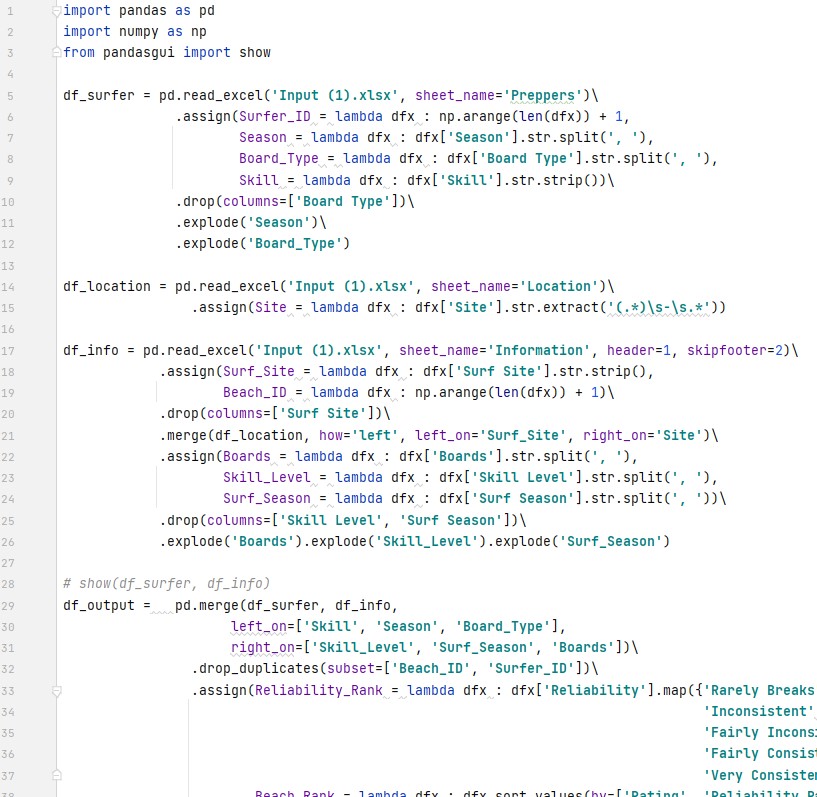 1 import pandas as pd
2 import numpy as np
3 from pandasgui import show
4
5 df_surfer = pd.read_excel('Input (1).xlsx', sheet_name='Preppers')\
6 .assign(Surfer_ID = lambda dfx : np.arange(len(dfx)) + 1,
7 Season = lambda dfx : dfx['Season'].str.split(', '),
8 Board_Type = lambda dfx : dfx['Board Type'].str.split(', '),
9 Skill = lambda dfx : dfx['Skill'].str.strip())\
10 .drop(columns=['Board Type'])\
11 .explode('Season')\
12 .explode('Board_Type')
13
14 df_location = pd.read_excel('Input (1).xlsx', sheet_name='Location')\
15 .assign(Site = lambda dfx : dfx['Site'].str.extract('(.*)\s-\s.*'))
16
17 df_info = pd.read_excel('Input (1).xlsx', sheet_name='Information', header=1, skipfooter=2)\
18 .assign(Surf_Site = lambda dfx : dfx['Surf Site'].str.strip(),
19 Beach_ID = lambda dfx : np.arange(len(dfx)) + 1)\
20 .drop(columns=['Surf Site'])\
21 .merge(df_location, how='left', left_on='Surf_Site', right_on='Site')\
22 .assign(Boards = lambda dfx : dfx['Boards'].str.split(', '),
23 Skill_Level = lambda dfx : dfx['Skill Level'].str.split(', '),
24 Surf_Season = lambda dfx : dfx['Surf Season'].str.split(', '))\
25 .drop(columns=['Skill Level', 'Surf Season'])\
26 .explode('Boards').explode('Skill_Level').explode('Surf_Season')
27
28 # show(df_surfer, df_info)
29 df_output = pd.merge(df_surfer, df_info,
30 left_on=['Skill', 'Season', 'Board_Type'],
31 right_on=['Skill_Level', 'Surf_Season', 'Boards'])\
32 .drop_duplicates(subset=['Beach_ID', 'Surfer_ID'])\
33 .assign(Reliability_Rank = lambda dfx : dfx['Reliability'].map({'Rarely Breaks
34 'Inconsistent'
35 'Fairly Incons
36 'Fairly Consist
37 'Very Consisten
38 Beach_Rank = lambda dfx : dfx.sort_values(by=['Rating', 'Reliability_Ra